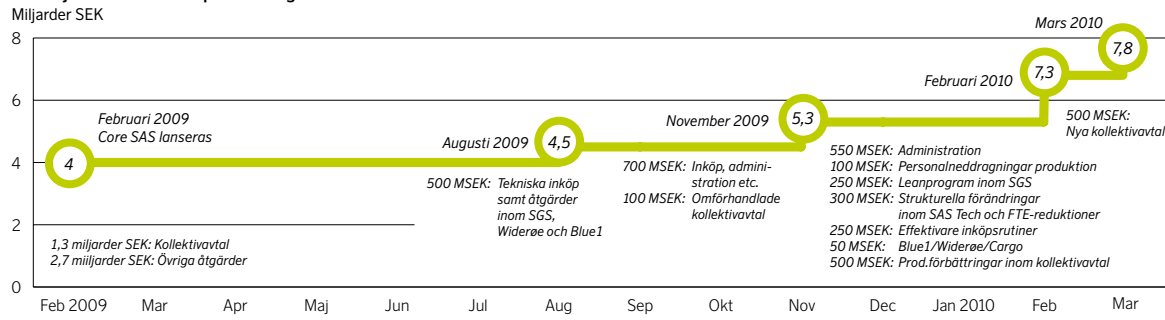 Miljarder SEK
8
6
4
2
0
Februari 2009
Core SAS lanseras
4
1,3 miljarder SEK: Kollektivavtal
2,7 miiljarder SEK: Övriga åtgärder
Augusti 2009
4,5
500 MSEK: Tekniska inköp
samt åtgärder
inom SGS,
Widerøe och Blue1
November 2009
5,3
700 MSEK: Inköp, admini-
stration etc.
100 MSEK: Omförhandlade
kollektivavtal
Februari 2010
7,3
550 MSEK: Administration
100 MSEK: Personalneddragningar produktion
250 MSEK: Leanprogram inom SGS
300 MSEK: Strukturella förändringar
inom SAS Tech och FTE-reduktioner
250 MSEK: Effektivare inköpsrutiner
50 MSEK: Blue1/Widerøe/Cargo
500 MSEK: Prod.förbättringar inom kollektivavtal
Mars 2010
7,8
500 MSEK:
Nya kollektivavtal
Feb 2009 Mar Apr Maj Jun Jul Aug Sep Okt Nov Dec Jan 2010 Feb Mar